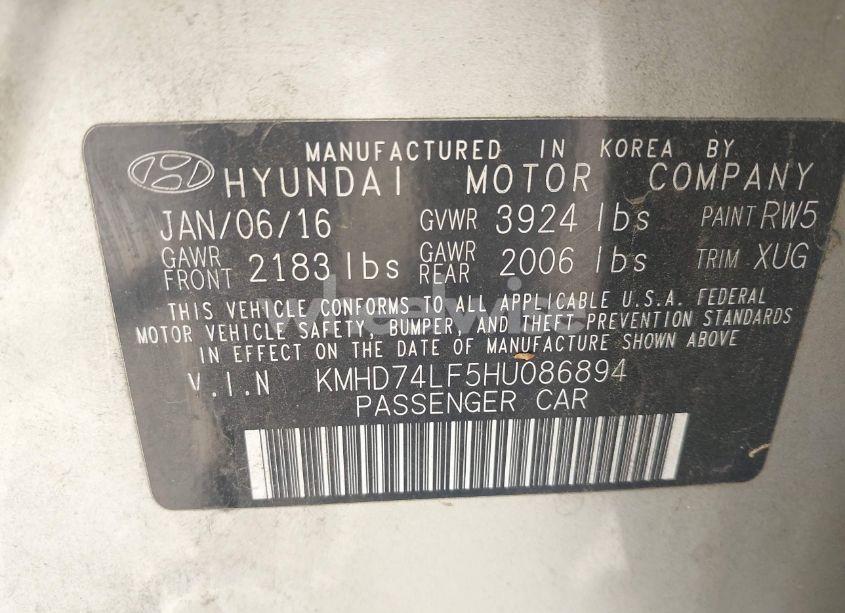 MANUFACTURED IN KOREA BY
HYUNDAI MOTOR COMPANY
JAN/06/16 GVWR 3924 lbs PAINT RW5
GAWR FRONT 2183 lbs GAWR REAR 2006 lbs TRIM XUG
THIS VEHICLE CONFORMS TO ALL APPLICABLE U.S.A. FEDERAL
MOTOR VEHICLE SAFETY, BUMPER, AND THEFT PREVENTION STANDARDS
IN EFFECT ON THE DATE OF MANUFACTURE SHOWN ABOVE
V.I.N KMHD74LF5HU086894
PASSENGER CAR